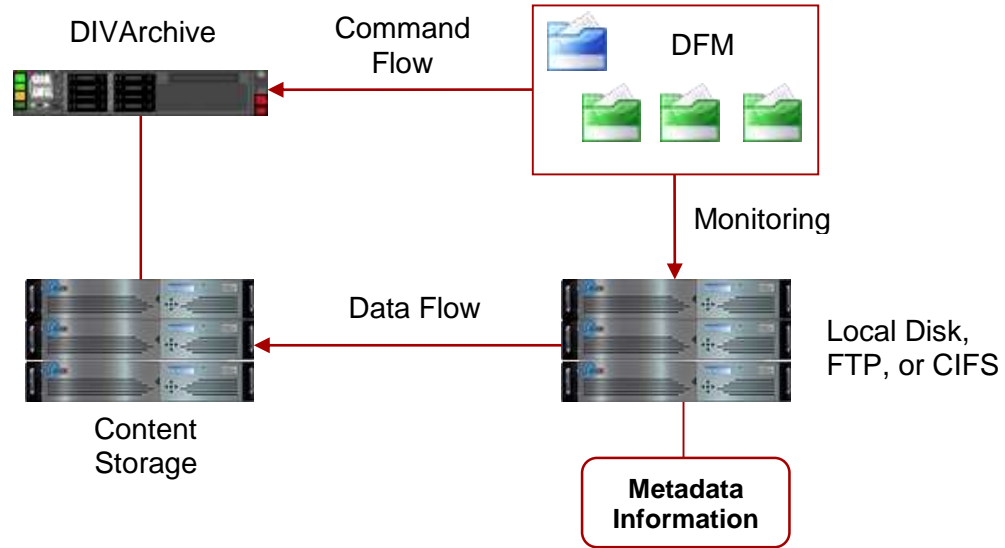 DIVArchive
Command
Flow
DFM
Monitoring
Data Flow
Local Disk,
FTP, or CIFS
Content
Storage
Metadata
Information